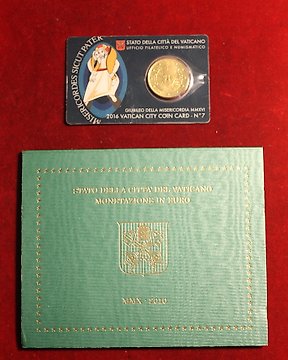 MISERICORDES SICUT PATER
STATO DELLA CITTÀ DEL VATICANO
UFFICIO FILATELICO E NUMISMATICO
GIUBILEO DELLA MISERICORDIA MMXVI
2016 VATICAN CITY COIN CARD - N°7
STATO DELLA CITTA' DEL VATICANO
MONETAZIONE IN EURO
MMX - 2010